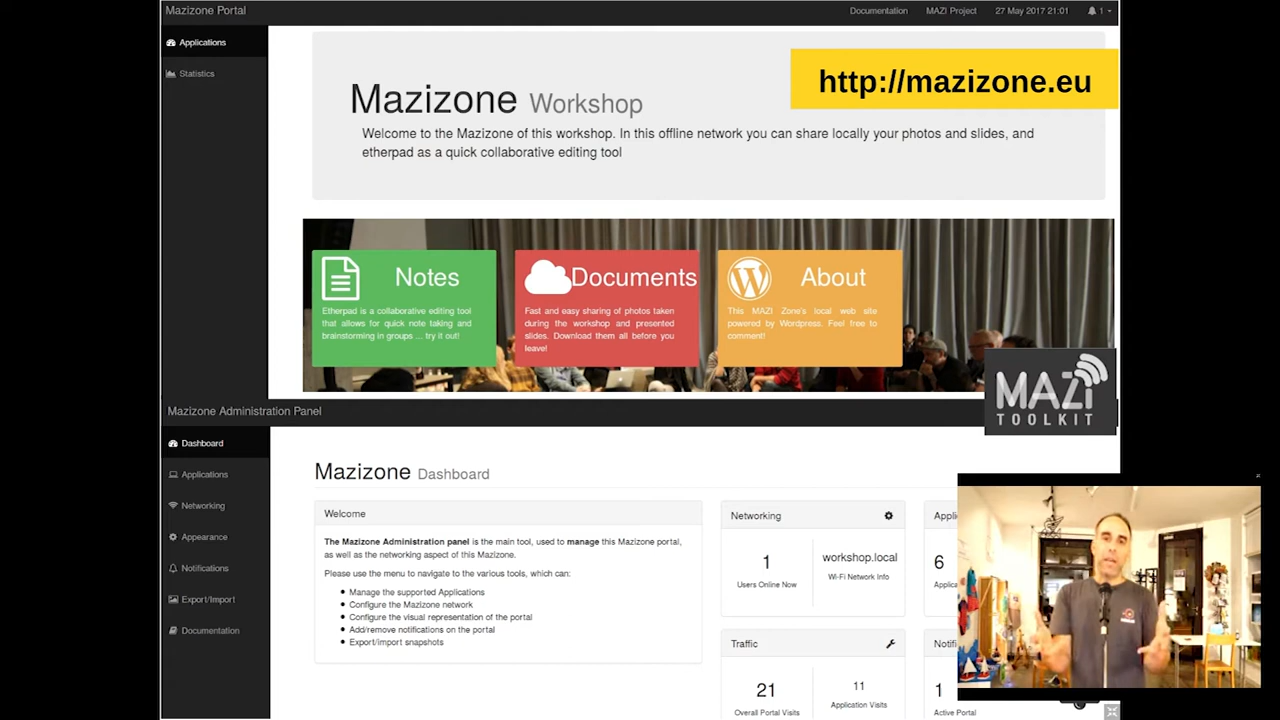 Mazizone Portal
Documentation
MAZI Project
27 May 2017 21:01
1
Applications
Statistics
http://mazizone.eu
Mazizone Workshop
Welcome to the Mazizone of this workshop. In this offline network you can share locally your photos and slides, and
etherpad as a quick collaborative editing tool
Notes
Etherpad is a collaborative editing tool
that allows for quick note taking and
brainstorming in groups ... try it out!
Documents
Fast and easy sharing of photos taken
during the workshop and presented
slides. Download them all before you
leave!
About
This MAZI Zone's local web site
powered by Wordpress. Feel free to
comment!
MAZI
TOOLKIT
Mazizone Administration Panel
Dashboard
Applications
Networking
Appearance
Notifications
Export/Import
Documentation
Mazizone Dashboard
Welcome
The Mazizone Administration panel is the main tool, used to manage this Mazizone portal,
as well as the networking aspect of this Mazizone.
Please use the menu to navigate to the various tools, which can:
Manage the supported Applications
Configure the Mazizone network
Configure the visual representation of the portal
Add/remove notifications on the portal
Export/import snapshots
Networking
1
Users Online Now
workshop.local
Wi-Fi Network Info
Appli
6
Applica
Traffic
21
Overall Portal Visits
11
Application Visits
Notifi
1
Active Portal